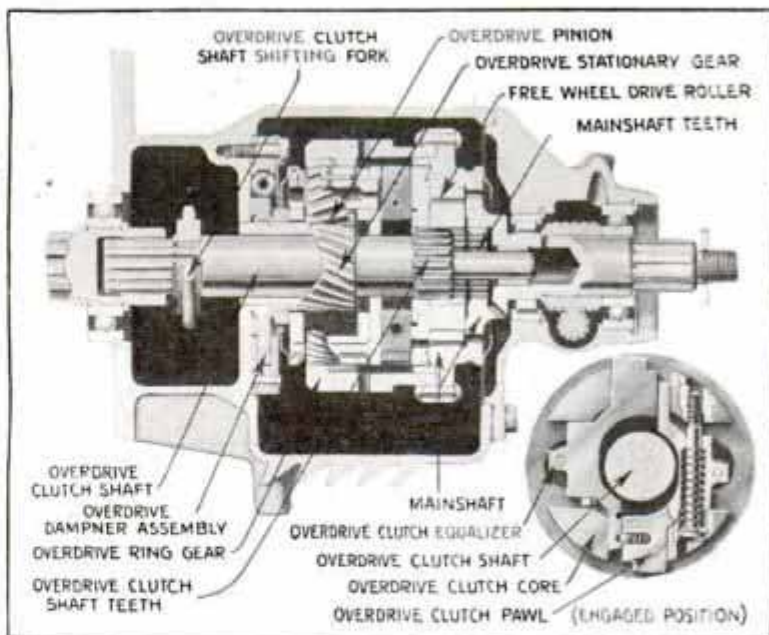 OVERDRIVE CLUTCH
SHAFT SHIFTING FORK
OVERDRIVE PINION
OVERDRIVE STATIONARY GEAR
FREE WHEEL DRIVE ROLLER
MAINSHAFT TEETH
OVERDRIVE
CLUTCH SHAFT
OVERDRIVE
DAMPNER ASSEMBLY
OVERDRIVE RING GEAR
OVERDRIVE CLUTCH
SHAFT TEETH
MAINSHAFT
OVERDRIVE CLUTCH EQUALIZER
OVERDRIVE CLUTCH SHAFT
OVERDRIVE CLUTCH CORE
OVERDRIVE CLUTCH PAWL (ENGAGED POSITION)